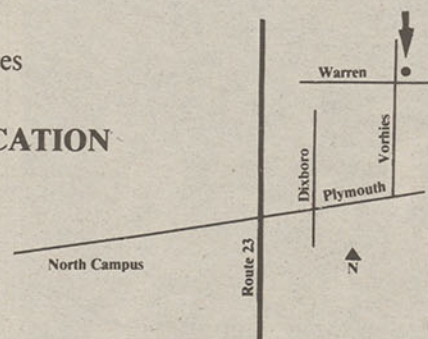 es
CATION
Warren
Vorhies
Dixboro
Plymouth
North Campus
Route 23
N